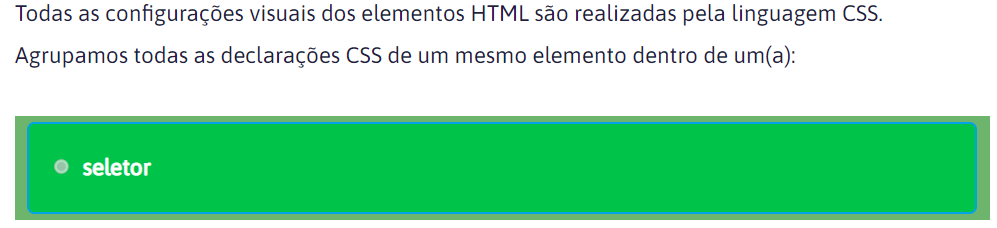 Todas as configurações visuais dos elementos HTML são realizadas pela linguagem CSS.
Agrupamos todas as declarações CSS de um mesmo elemento dentro de um(a):
seletor